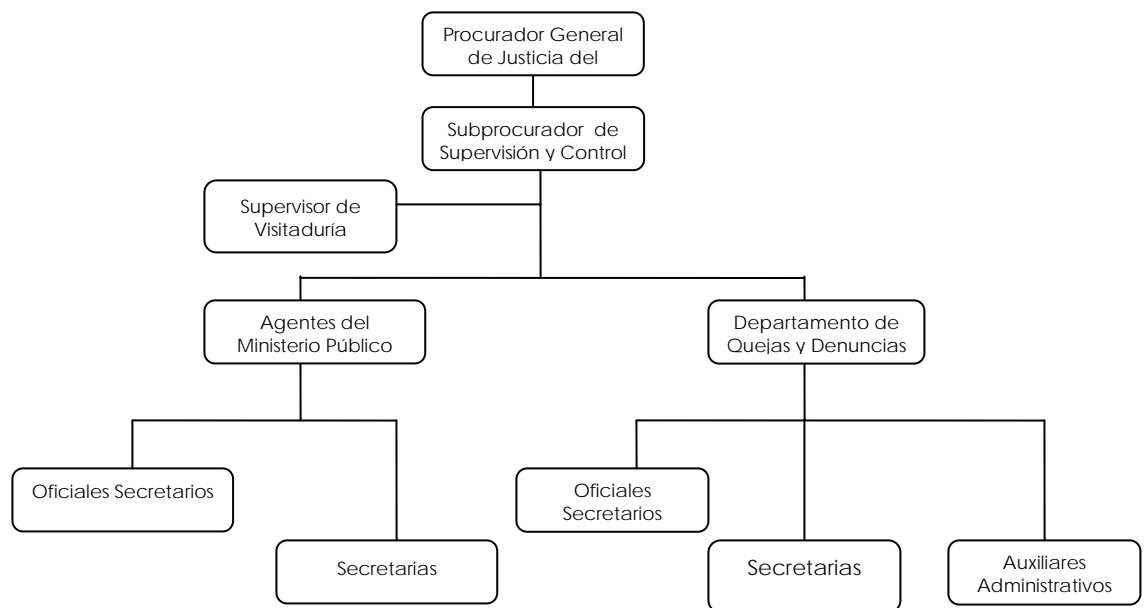 Procurador General
de Justicia del
Subprocurador de
Supervisión y Control
Supervisor de
Visitaduría
Agentes del
Ministerio Público
Departamento de
Quejas y Denuncias
Oficiales Secretarios
Secretarias
Oficiales
Secretarios
Secretarias
Auxiliares
Administrativos